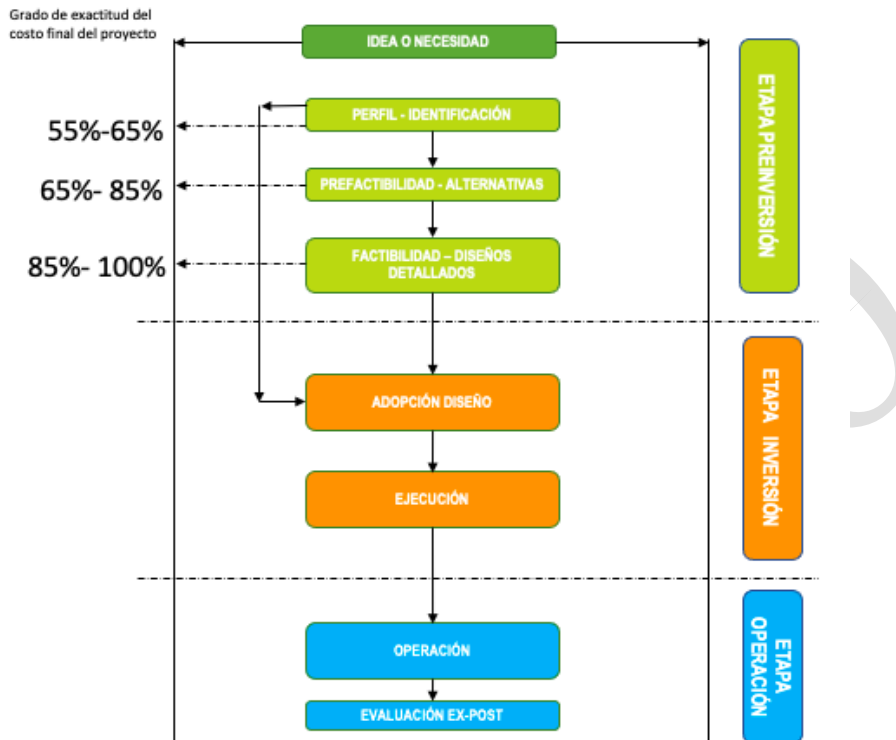 Grado de exactitud del
costo final del proyecto
IDEA O NECESIDAD
PERFIL - IDENTIFICACIÓN
55%-65%
PREFACTIBILIDAD - ALTERNATIVAS
65%- 85%
FACTIBILIDAD – DISEÑOS
DETALLADOS
85%- 100%
ETAPA PREINVERSIÓN
ADOPCIÓN DISEÑO
EJECUCIÓN
ETAPA INVERSIÓN
OPERACIÓN
EVALUACIÓN EX-POST
ETAPA
OPERACIÓN